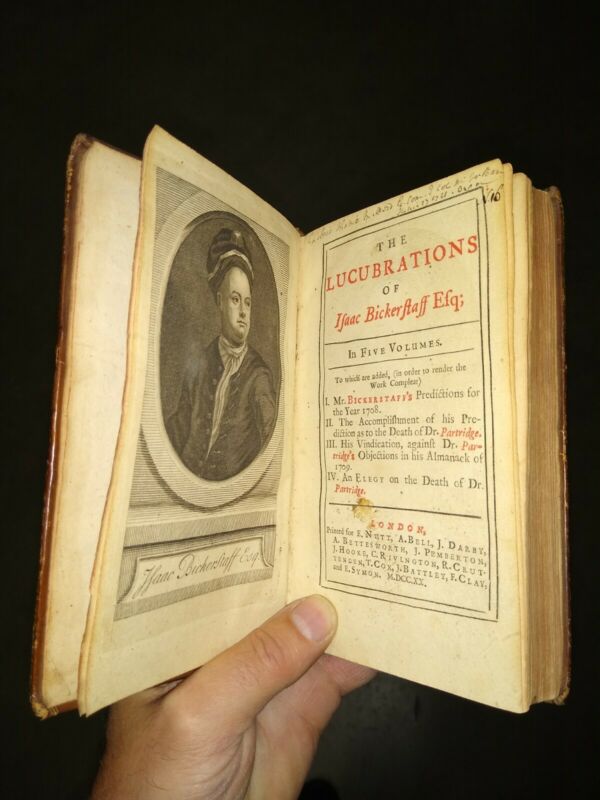 Isaac Bickerstaff Esq.
THE
LUCUBRATIONS
OF
Iſaac Bickerſtaff Eſq;
In FIVE VOLUMES.
To which are added, (in order to render the
Work Compleat)
I. Mr. BICKERSTAFF's Predictions for
the Year 1708.
II. The Accompliſhment of his Pre-
diction as to the Death of Dr. Partridge.
III. His Vindication, againſt Dr. Par-
tridge's Objections in his Almanack of
1709.
IV. An ELEGY on the Death of Dr.
Partridge.
LONDON,
Printed for E. NUTT, A. BELL, J. DARBY,
A. BETTESWORTH, J. PEMBERTON,
J. HOOKE, C. RIVINGTON, R. CRUT-
TENDEN, T. COX, J. BATTLEY, F. CLAY,
and E. SYMON, M.DCC.XX.